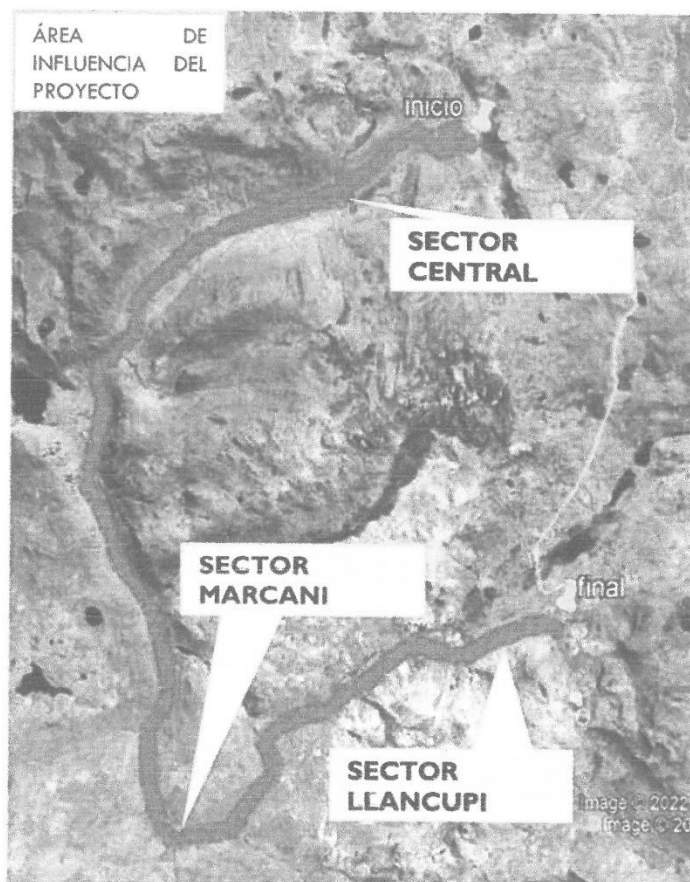 ÁREA DE
INFLUENCIA DEL
PROYECTO
inicio
SECTOR
CENTRAL
SECTOR
MARCANI
final
SECTOR
LLANCUPI
Image © 2022
Image © 20